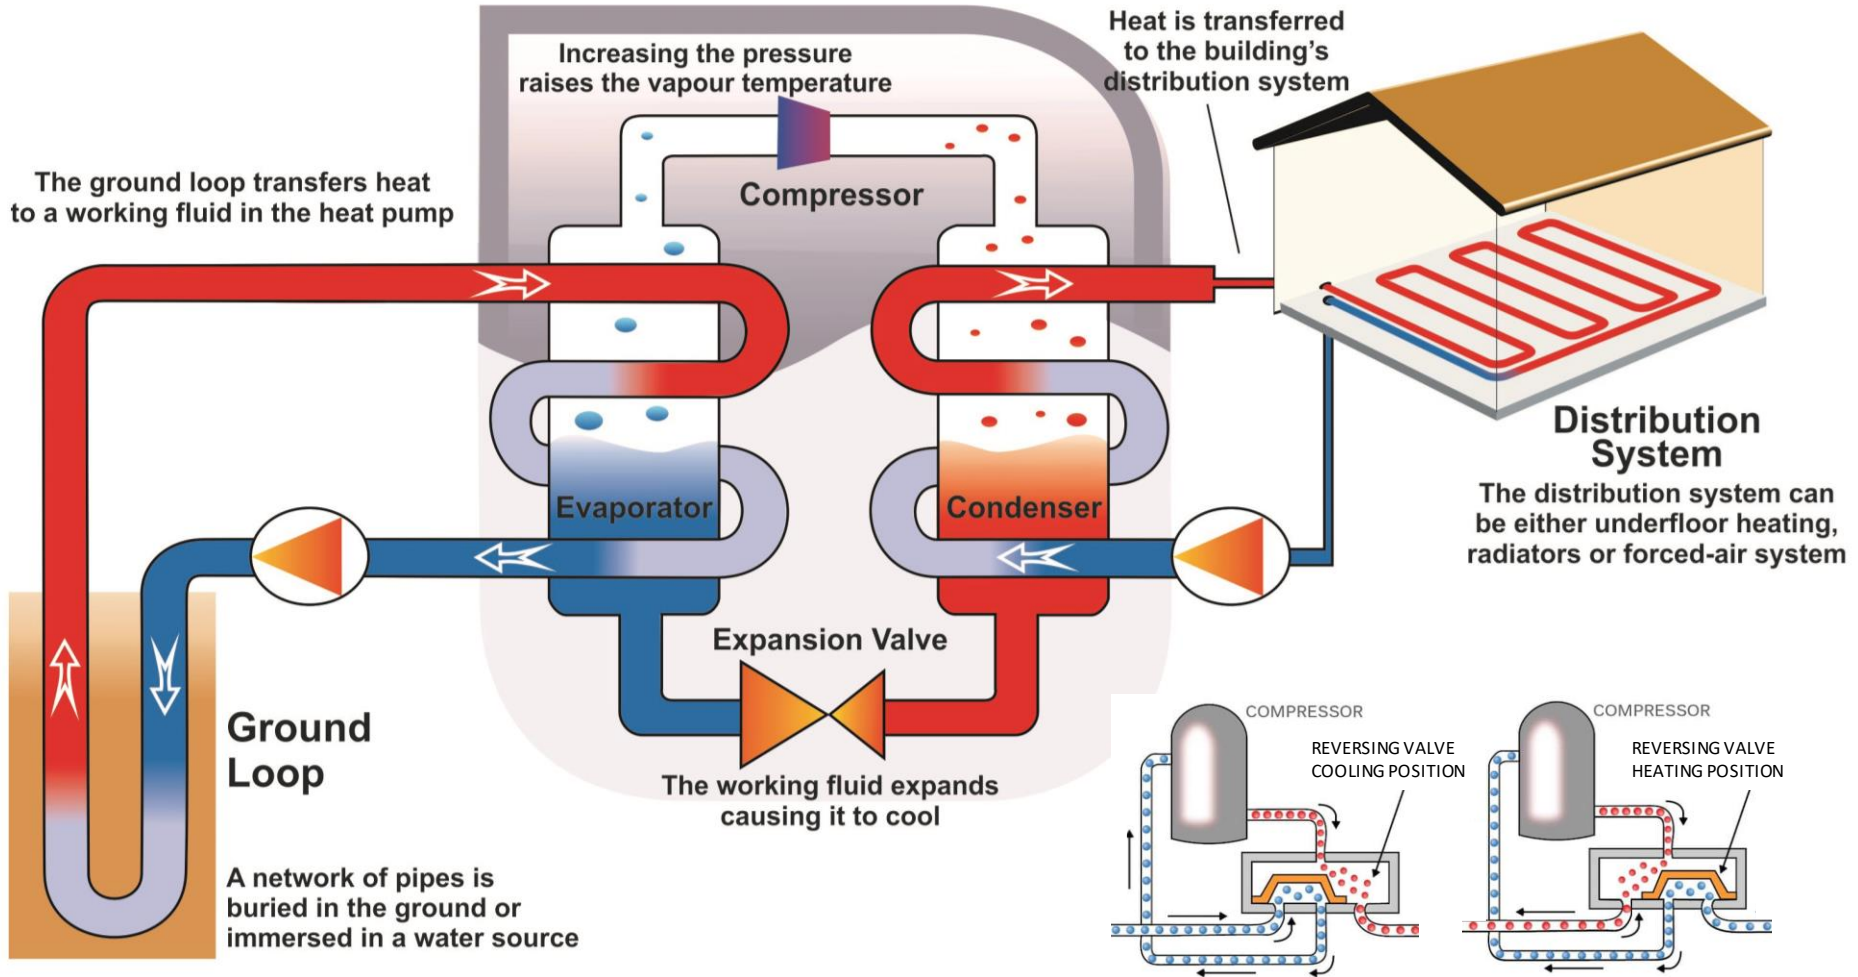 Increasing the pressure
raises the vapour temperature
Heat is transferred
to the building's
distribution system
The ground loop transfers heat
to a working fluid in the heat pump
Compressor
Evaporator
Condenser
Distribution
System
The distribution system can
be either underfloor heating,
radiators or forced-air system
Expansion Valve
The working fluid expands
causing it to cool
Ground
Loop
A network of pipes is
buried in the ground or
immersed in a water source
COMPRESSOR
REVERSING VALVE
COOLING POSITION
COMPRESSOR
REVERSING VALVE
HEATING POSITION